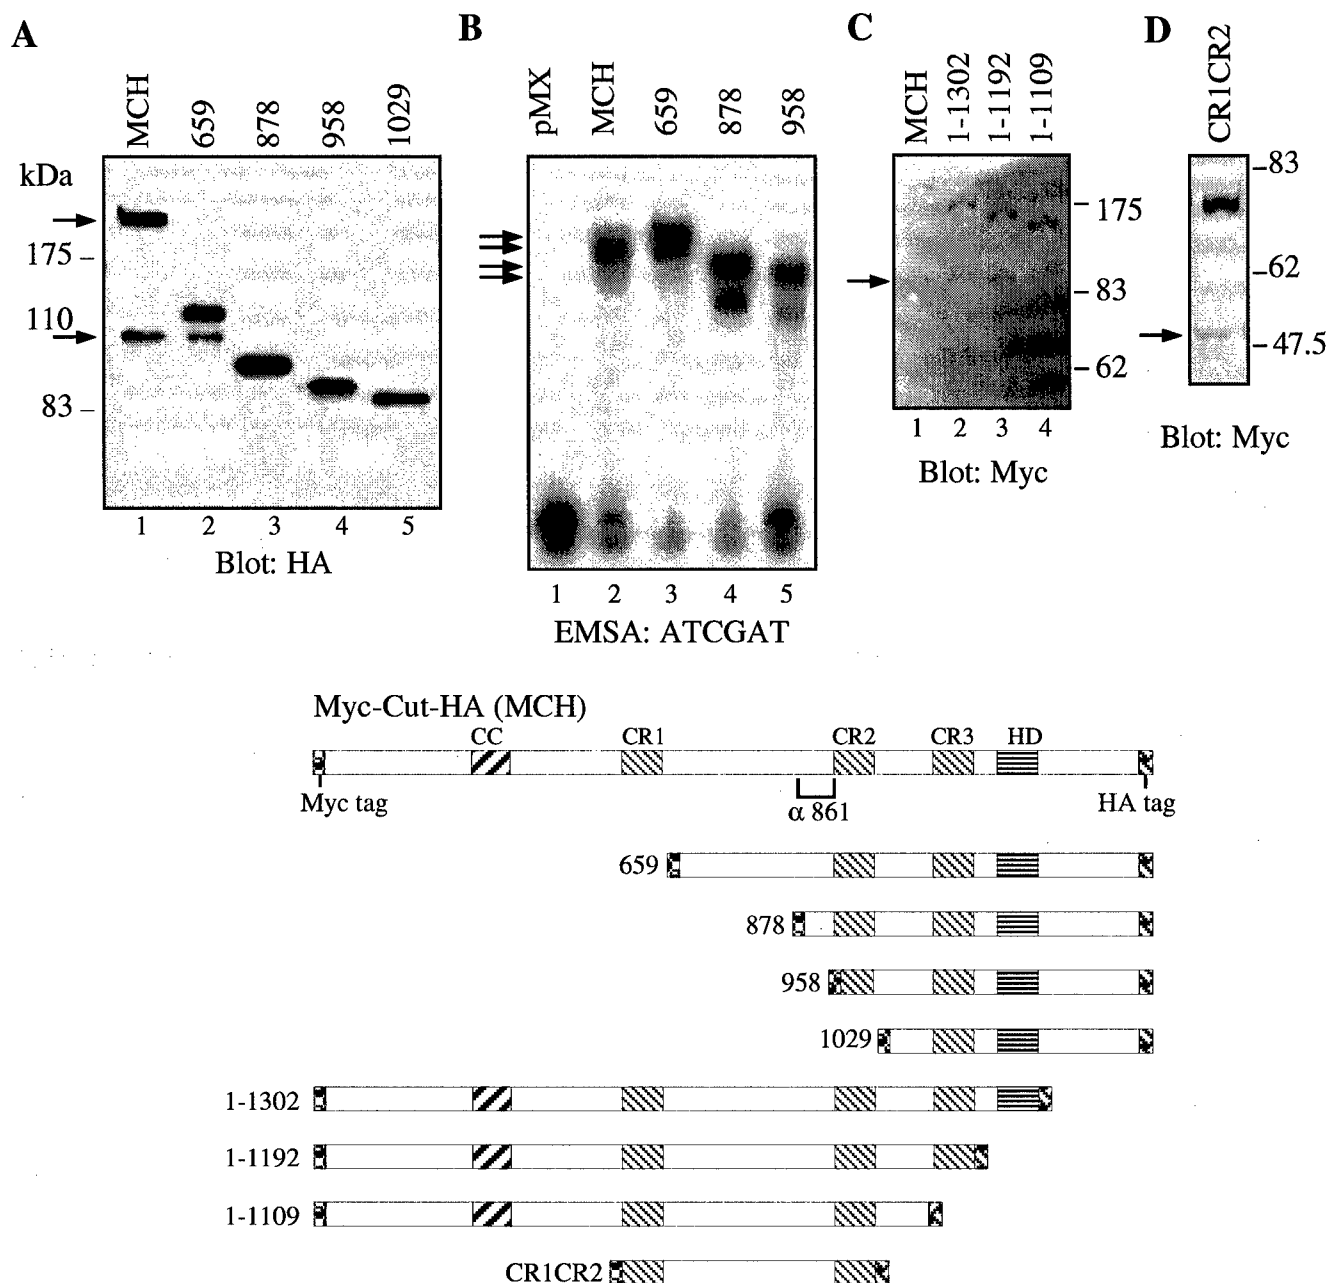 A
MCH 659 878 958 1029
kDa
175
110
83
1 2 3 4 5
Blot: HA
B
pMX MCH 659 878 958
1 2 3 4 5
EMSA: ATCGAT
C
MCH 1-1302 1-1192 1-1109
175
83
62
1 2 3 4
Blot: Myc
D
CR1CR2
83
62
47.5
Blot: Myc
Myc-Cut-HA (MCH)
CC CR1 CR2 CR3 HD
Myc tag α 861 HA tag
659
878
958
1029
1-1302
1-1192
1-1109
CR1CR2